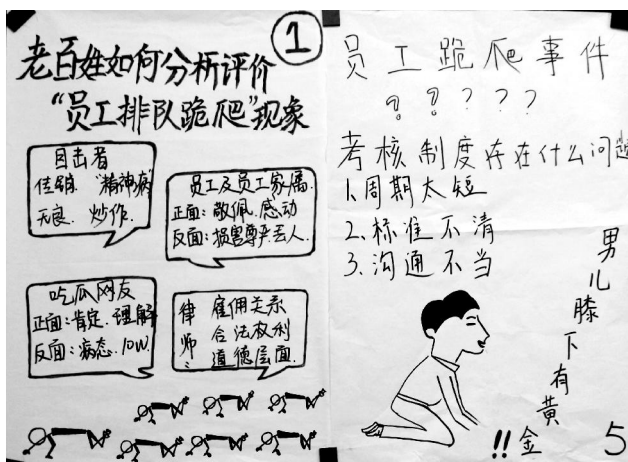 ①
老百姓如何分析评价
“员工排队跪爬”现象
目击者
传销 “精神病”
无良. 炒作.
员工及员工家属.
正面: 敬佩. 感动
反面: 损害尊严丢人.
吃瓜网友
正面: 肯定. 理解
反面: 病态. low.
律师:
雇佣关系
合法权利
道德层面.
员工跪爬事件
? ? ? ? ?
考核制度存在什么问题
1.周期太短
2.标准不清
3.沟通不当
男儿膝下有黄金
!!
5